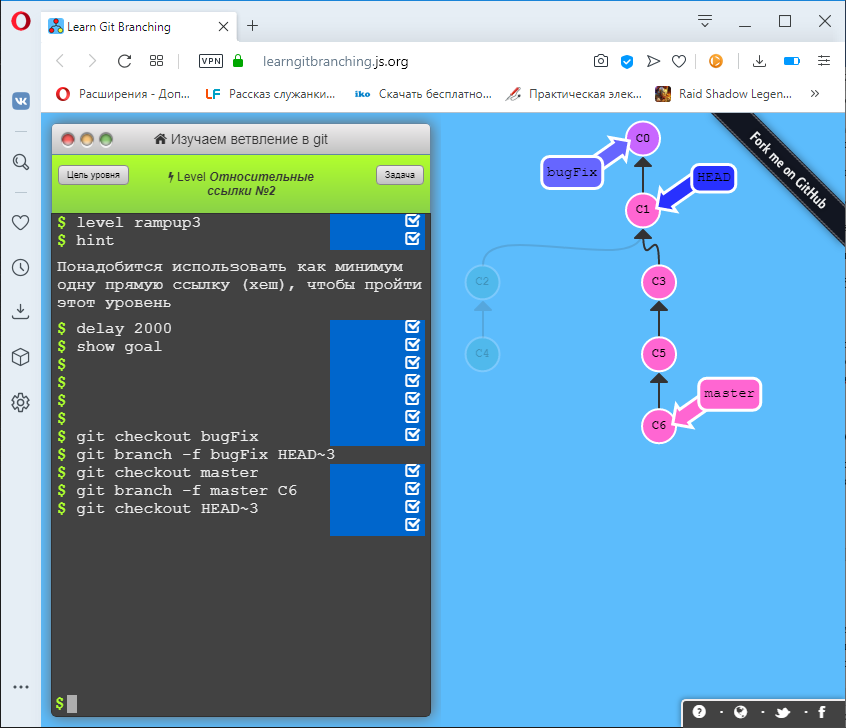 Learn Git Branching
VPN
learngitbranching.js.org
Расширения - Доп...
LF Рассказ служанки...
iko Скачать бесплатно...
Практическая элек...
Raid Shadow Legen...
Изучаем ветвление в git
Цель уровня
Level Относительные
ссылки №2
Задача
$ level rampup3
$ hint
Понадобится использовать как минимум
одну прямую ссылку (хеш), чтобы пройти
этот уровень
$ delay 2000
$ show goal
$
$
$
$
$ git checkout bugFix
$ git branch -f bugFix HEAD~3
$ git checkout master
$ git branch -f master C6
$ git checkout HEAD~3
$
C0
bugFix
HEAD
C1
C2
C3
C4
C5
master
C6
Fork me on GitHub